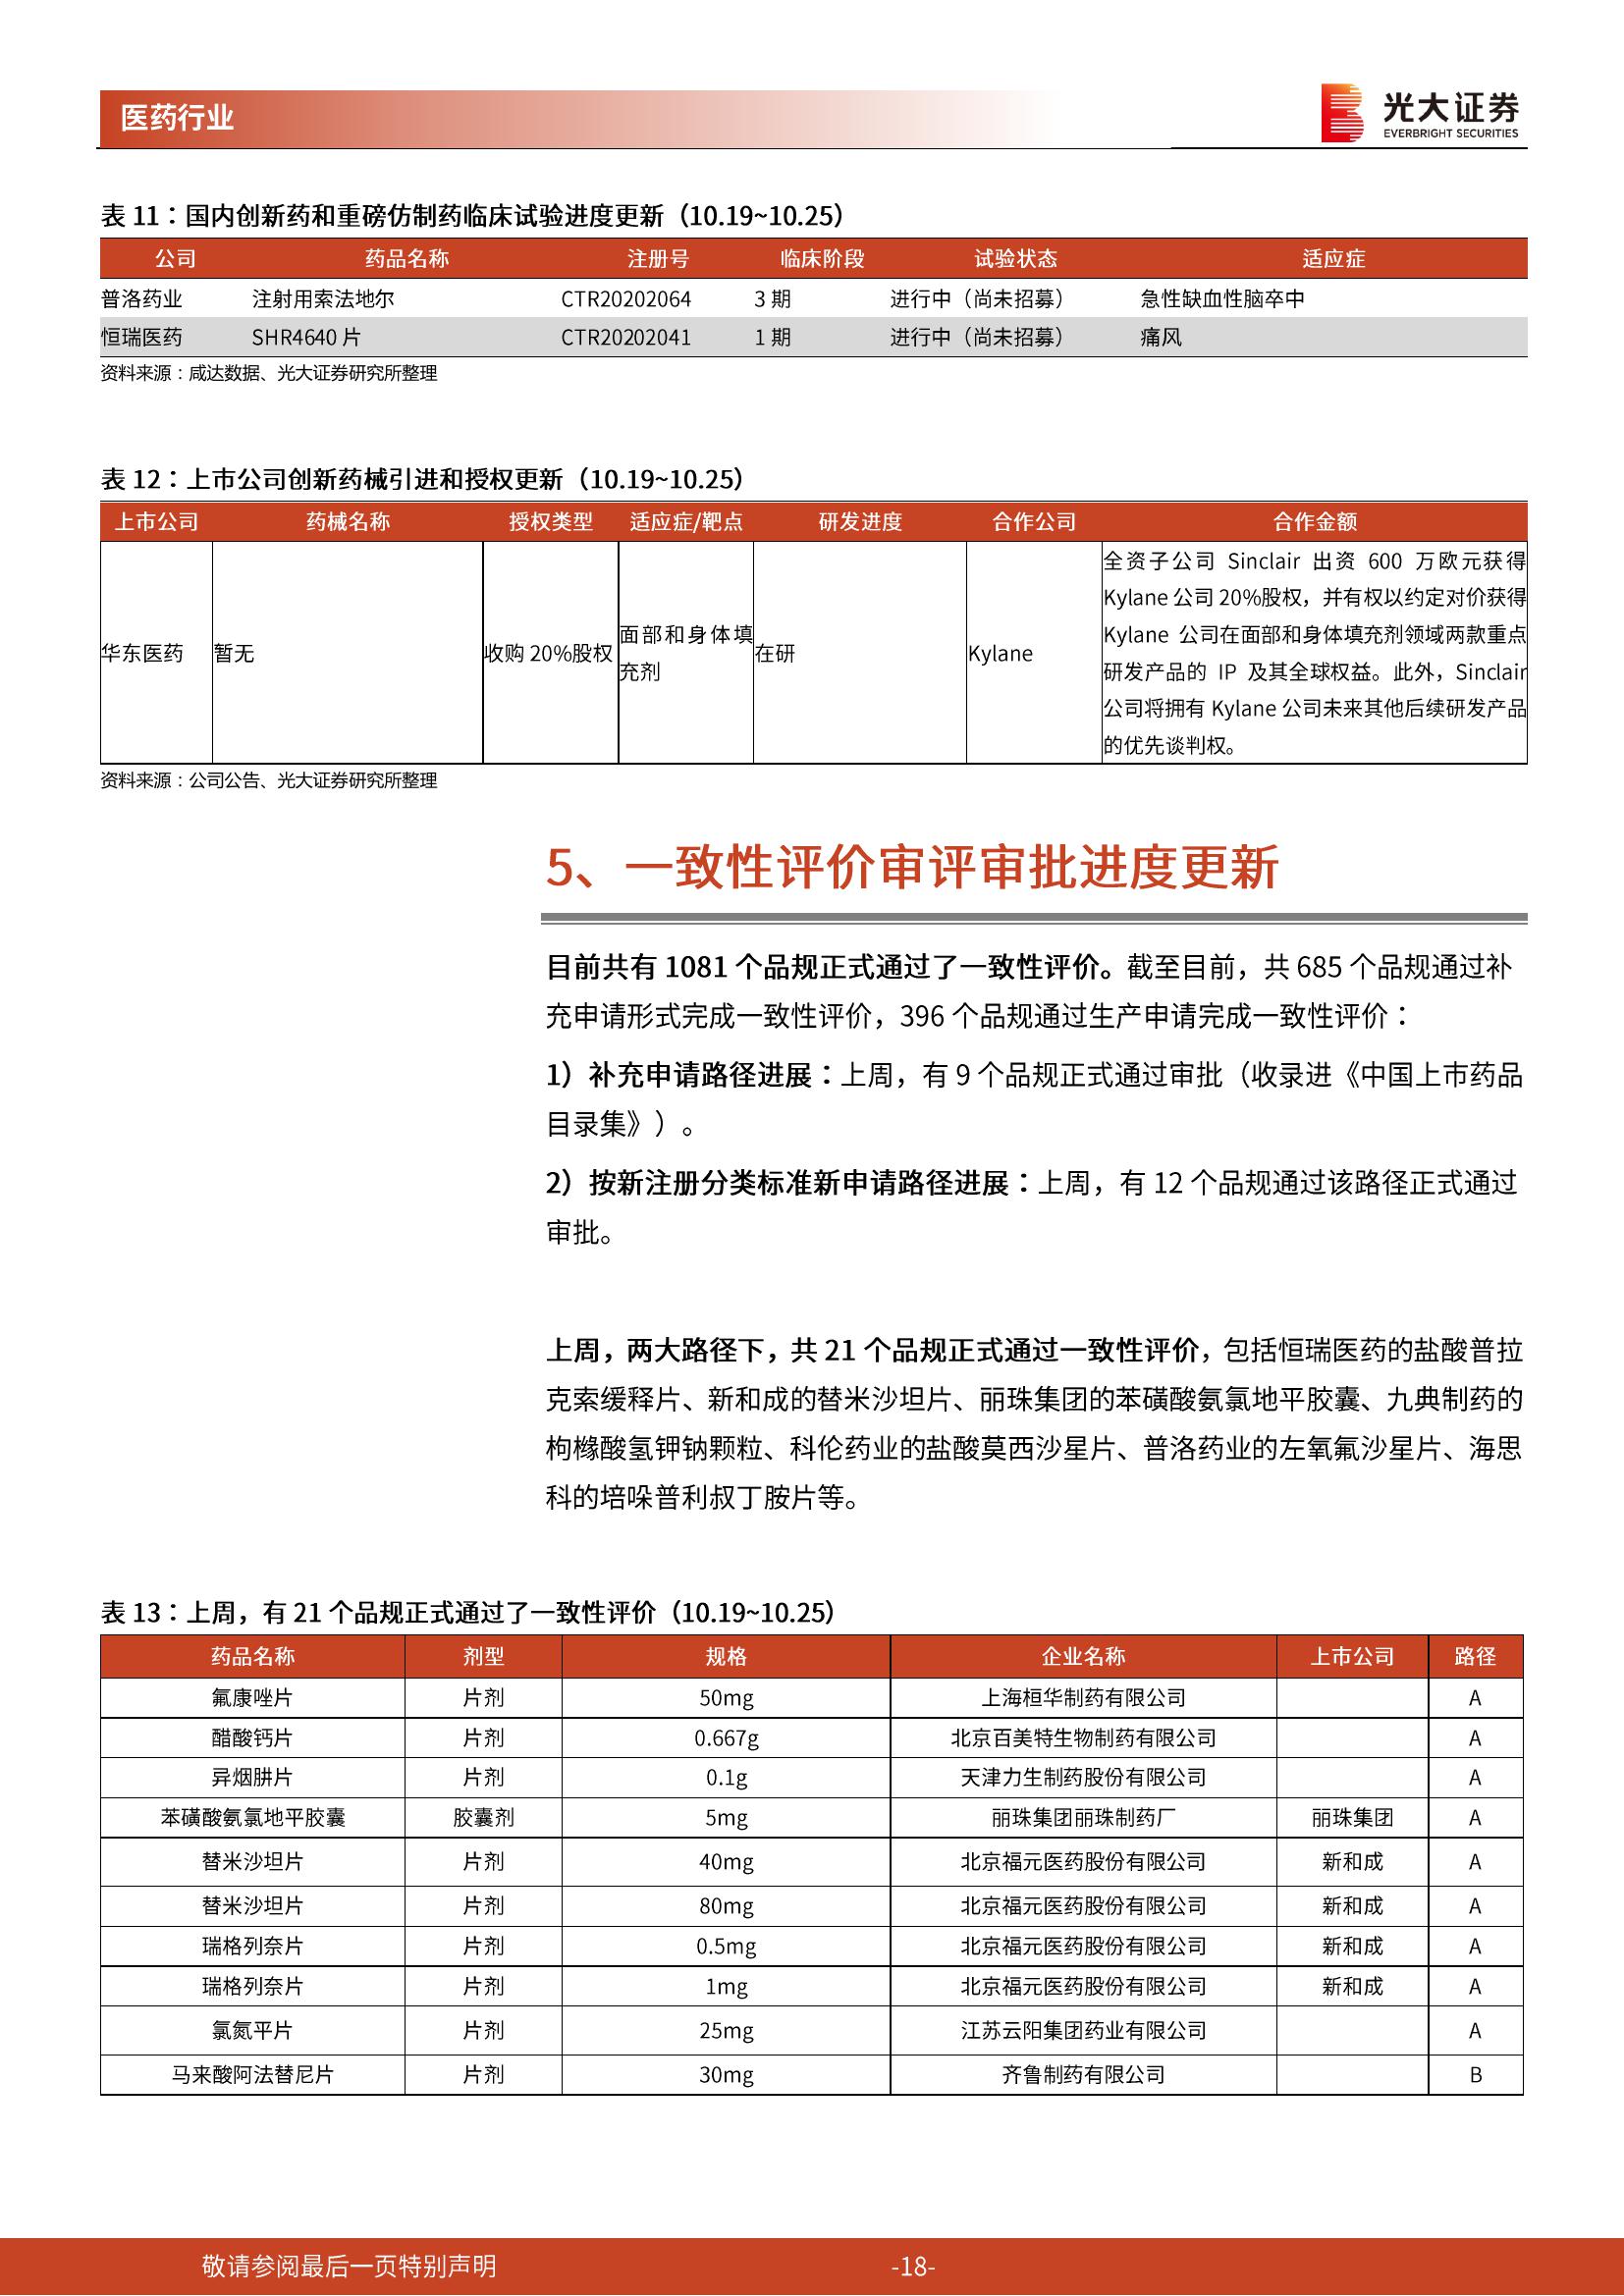 医药行业
光大证券
EVERBRIGHT SECURITIES
表 11：国内创新药和重磅仿制药临床试验进度更新（10.19~10.25）
公司 药品名称 注册号 临床阶段 试验状态 适应症
普洛药业 注射用索法地尔 CTR20202064 3 期 进行中（尚未招募） 急性缺血性脑卒中
恒瑞医药 SHR4640 片 CTR20202041 1 期 进行中（尚未招募） 痛风
资料来源：咸达数据、光大证券研究所整理
表 12：上市公司创新药械引进和授权更新（10.19~10.25）
上市公司 药械名称 授权类型 适应症/靶点 研发进度 合作公司 合作金额
华东医药 暂无 收购 20%股权
面部和身体填
充剂
在研 Kylane
全资子公司 Sinclair 出资 600 万欧元获得
Kylane 公司 20%股权，并有权以约定对价获得
Kylane 公司在面部和身体填充剂领域两款重点
研发产品的 IP 及其全球权益。此外，Sinclair
公司将拥有 Kylane 公司未来其他后续研发产品
的优先谈判权。
资料来源：公司公告、光大证券研究所整理
5、一致性评价审评审批进度更新
目前共有 1081 个品规正式通过了一致性评价。截至目前，共 685 个品规通过补
充申请形式完成一致性评价，396 个品规通过生产申请完成一致性评价：
1）补充申请路径进展：上周，有 9 个品规正式通过审批（收录进《中国上市药品
目录集》）。
2）按新注册分类标准新申请路径进展：上周，有 12 个品规通过该路径正式通过
审批。
上周，两大路径下，共 21 个品规正式通过一致性评价，包括恒瑞医药的盐酸普拉
克索缓释片、新和成的替米沙坦片、丽珠集团的苯磺酸氨氯地平胶囊、九典制药的
枸橼酸氢钾钠颗粒、科伦药业的盐酸莫西沙星片、普洛药业的左氧氟沙星片、海思
科的培哚普利叔丁胺片等。
表 13：上周，有 21 个品规正式通过了一致性评价（10.19~10.25）
药品名称 剂型 规格 企业名称 上市公司 路径
氟康唑片 片剂 50mg 上海桓华制药有限公司 A
醋酸钙片 片剂 0.667g 北京百美特生物制药有限公司 A
异烟肼片 片剂 0.1g 天津力生制药股份有限公司 A
苯磺酸氨氯地平胶囊 胶囊剂 5mg 丽珠集团丽珠制药厂 丽珠集团 A
替米沙坦片 片剂 40mg 北京福元医药股份有限公司 新和成 A
替米沙坦片 片剂 80mg 北京福元医药股份有限公司 新和成 A
瑞格列奈片 片剂 0.5mg 北京福元医药股份有限公司 新和成 A
瑞格列奈片 片剂 1mg 北京福元医药股份有限公司 新和成 A
氯氮平片 片剂 25mg 江苏云阳集团药业有限公司 A
马来酸阿法替尼片 片剂 30mg 齐鲁制药有限公司 B
敬请参阅最后一页特别声明 -18-